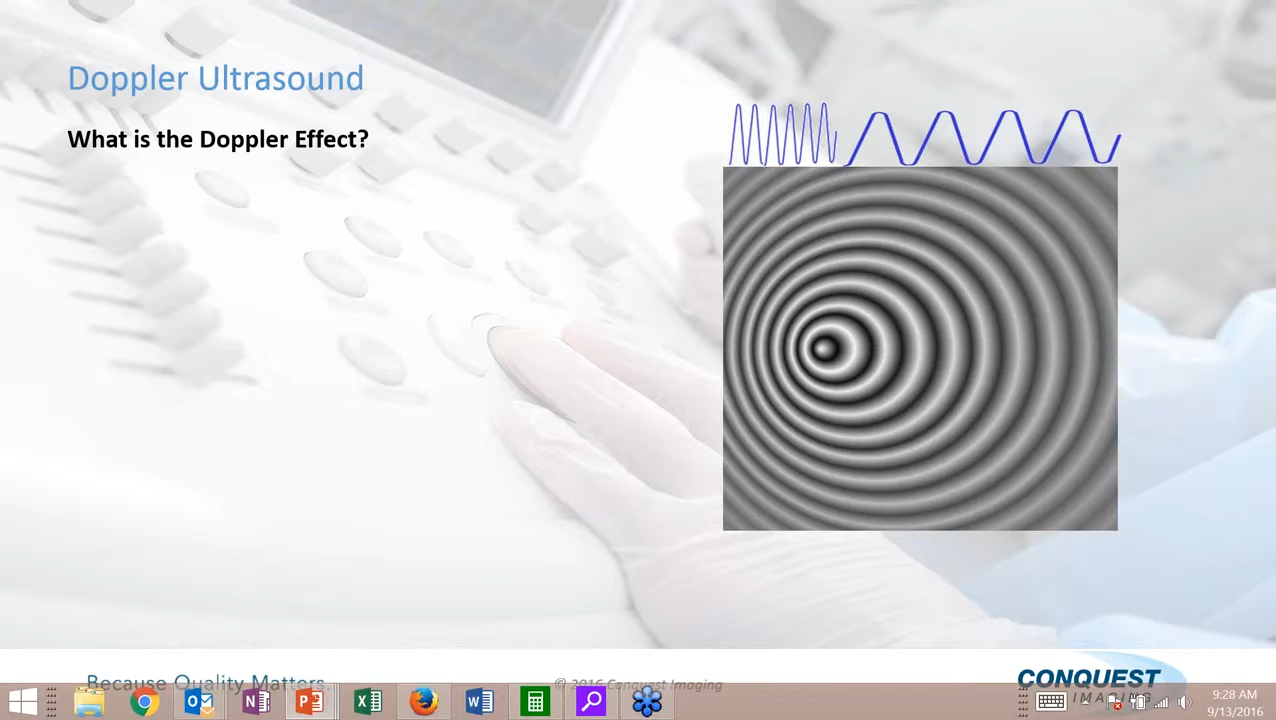 Doppler Ultrasound
What is the Doppler Effect?
Because Quality Matters.
© 2016 Conquest Imaging
CONQUEST
IMAGING
9:28 AM
9/13/2016